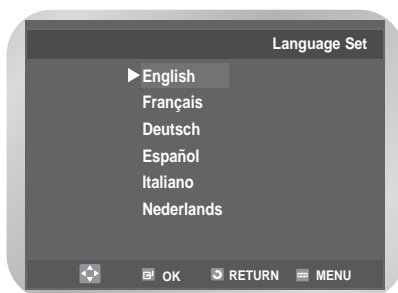 Language Set
English
Français
Deutsch
Español
Italiano
Nederlands
OK RETURN MENU